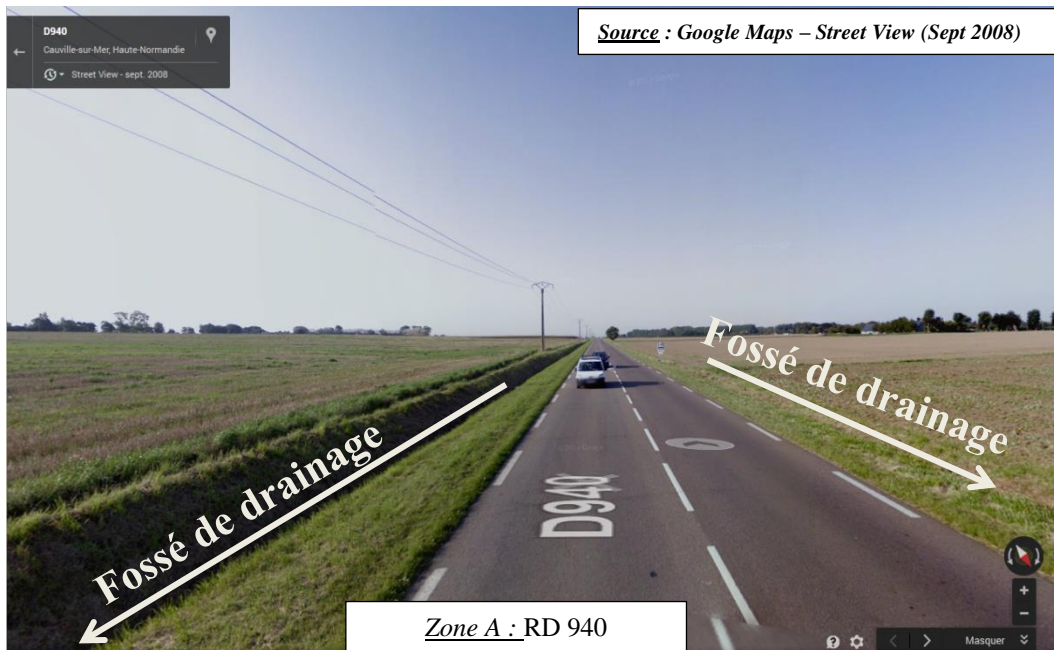 D940
Cauville-sur-Mer, Haute-Normandie
Street View - sept. 2008
Source : Google Maps – Street View (Sept 2008)
Fossé de drainage
Fossé de drainage
D940
Zone A : RD 940
Masquer